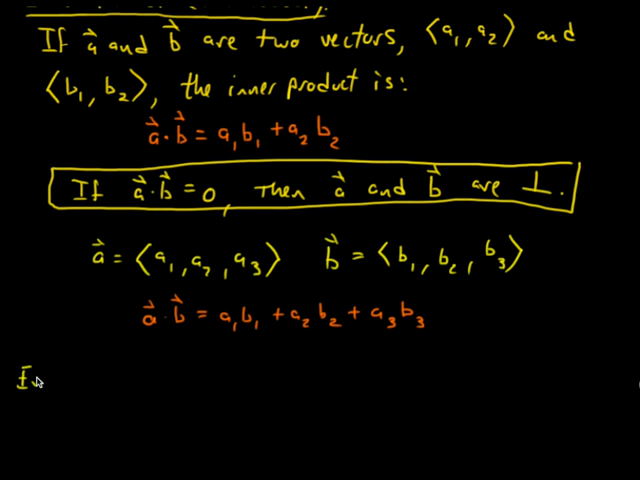 If a⃗ and b⃗ are two vectors, ⟨a₁, a₂⟩ and
⟨b₁, b₂⟩, the inner product is:
a⃗ · b⃗ = a₁b₁ + a₂b₂
If a⃗ · b⃗ = 0, Then a⃗ and b⃗ are ⊥.
a⃗ = ⟨a₁, a₂, a₃⟩ b⃗ = ⟨b₁, b₂, b₃⟩
a⃗ · b⃗ = a₁b₁ + a₂b₂ + a₃b₃